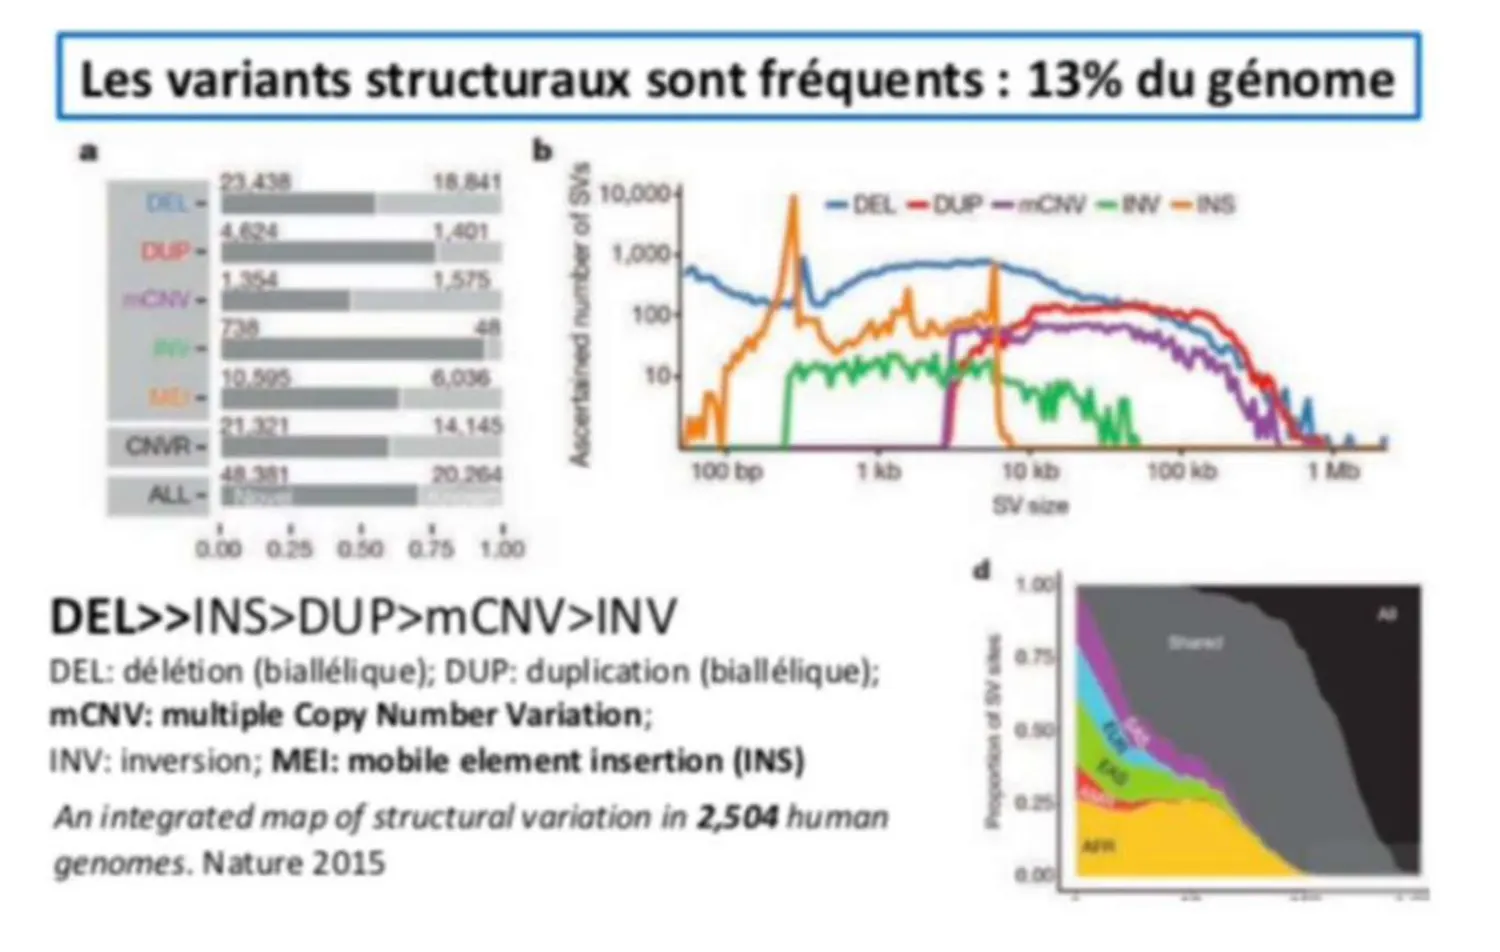 Les variants structuraux sont fréquents : 13% du génome
a
23,438 18,841
DEL
4,624 1,401
DUP
1,354 1,575
mCNV
738 48
INV
10,595 6,036
MEI
21,321 14,145
CNVR
48,381 20,264
ALL
Novel
0.00 0.25 0.50 0.75 1.00
b
Ascertained number of SVs
10,000
1,000
100
10
DEL DUP mCNV INV INS
100 bp 1 kb 10 kb 100 kb 1 Mb
SV size
DEL>>INS>DUP>mCNV>INV
DEL: délétion (biallélique); DUP: duplication (biallélique);
mCNV: multiple Copy Number Variation;
INV: inversion; MEI: mobile element insertion (INS)
An integrated map of structural variation in 2,504 human
genomes. Nature 2015
d
Proportion of SV sites
1.00
0.75
0.50
0.25
0.00
All
Shared
SAS
EUR
EAS
AMR
AFR